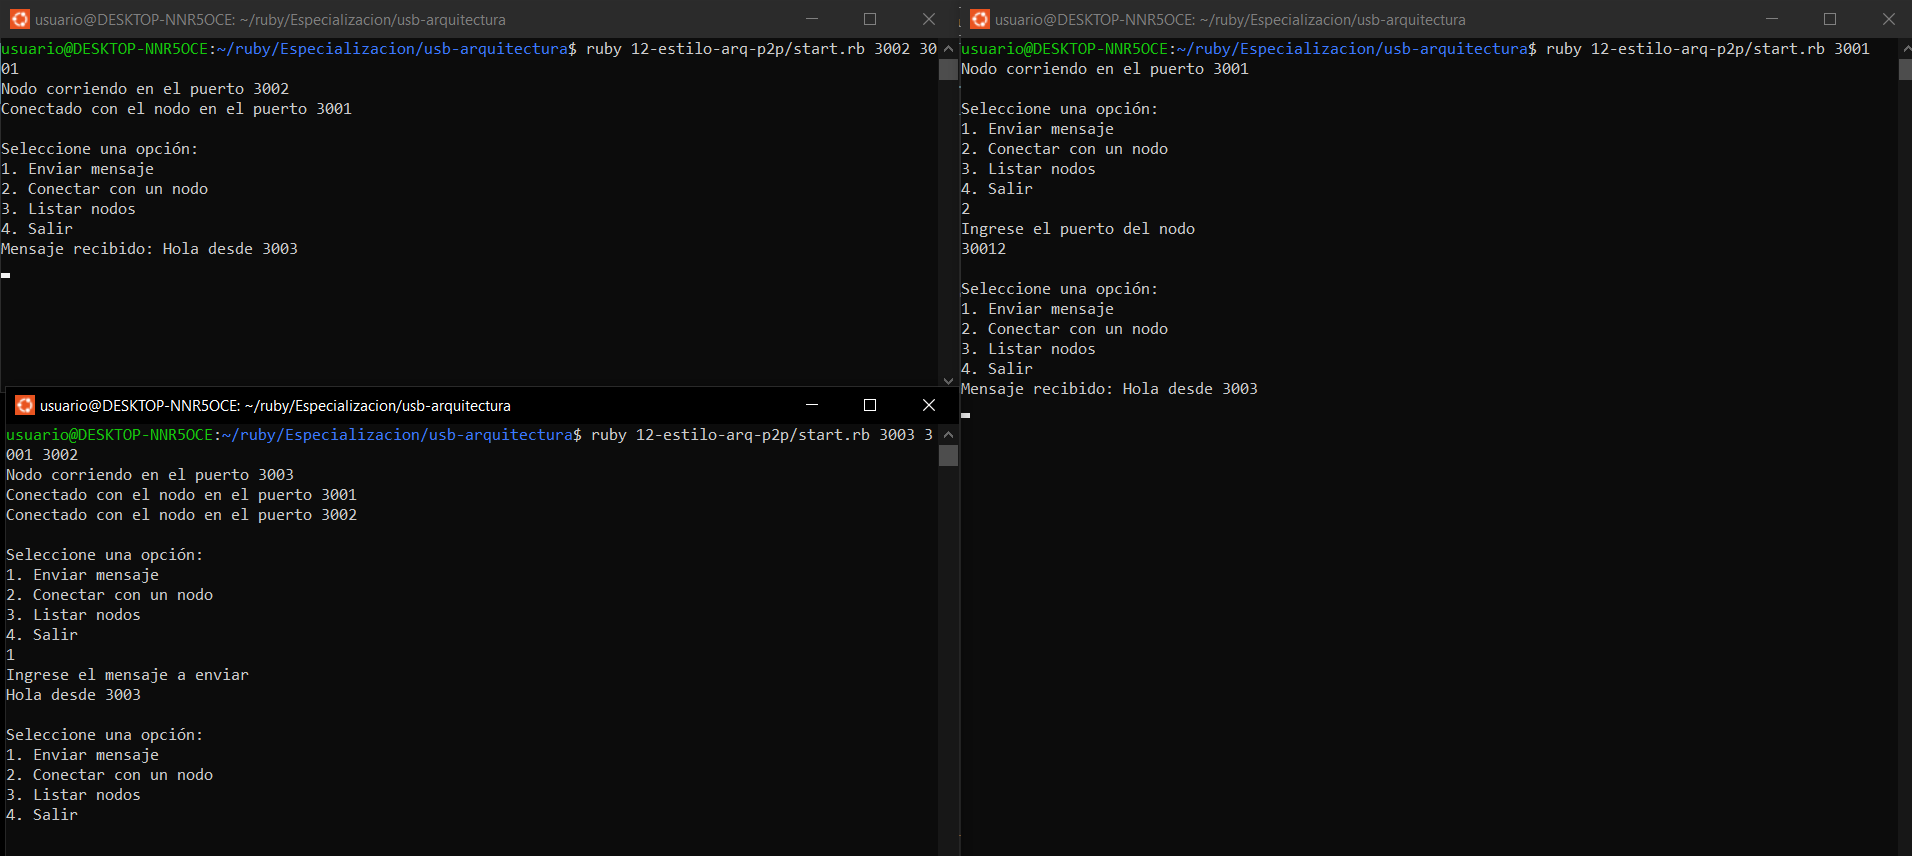 usuario@DESKTOP-NNR5OCE: ~/ruby/Especializacion/usb-arquitectura
usuario@DESKTOP-NNR5OCE:~/ruby/Especializacion/usb-arquitectura$ ruby 12-estilo-arq-p2p/start.rb 3002 30
01
Nodo corriendo en el puerto 3002
Conectado con el nodo en el puerto 3001
Seleccione una opción:
1. Enviar mensaje
2. Conectar con un nodo
3. Listar nodos
4. Salir
Mensaje recibido: Hola desde 3003
usuario@DESKTOP-NNR5OCE: ~/ruby/Especializacion/usb-arquitectura
usuario@DESKTOP-NNR5OCE:~/ruby/Especializacion/usb-arquitectura$ ruby 12-estilo-arq-p2p/start.rb 3003 3
001 3002
Nodo corriendo en el puerto 3003
Conectado con el nodo en el puerto 3001
Conectado con el nodo en el puerto 3002
Seleccione una opción:
1. Enviar mensaje
2. Conectar con un nodo
3. Listar nodos
4. Salir
1
Ingrese el mensaje a enviar
Hola desde 3003
Seleccione una opción:
1. Enviar mensaje
2. Conectar con un nodo
3. Listar nodos
4. Salir
usuario@DESKTOP-NNR5OCE: ~/ruby/Especializacion/usb-arquitectura
usuario@DESKTOP-NNR5OCE:~/ruby/Especializacion/usb-arquitectura$ ruby 12-estilo-arq-p2p/start.rb 3001
Nodo corriendo en el puerto 3001
Seleccione una opción:
1. Enviar mensaje
2. Conectar con un nodo
3. Listar nodos
4. Salir
2
Ingrese el puerto del nodo
30012
Seleccione una opción:
1. Enviar mensaje
2. Conectar con un nodo
3. Listar nodos
4. Salir
Mensaje recibido: Hola desde 3003